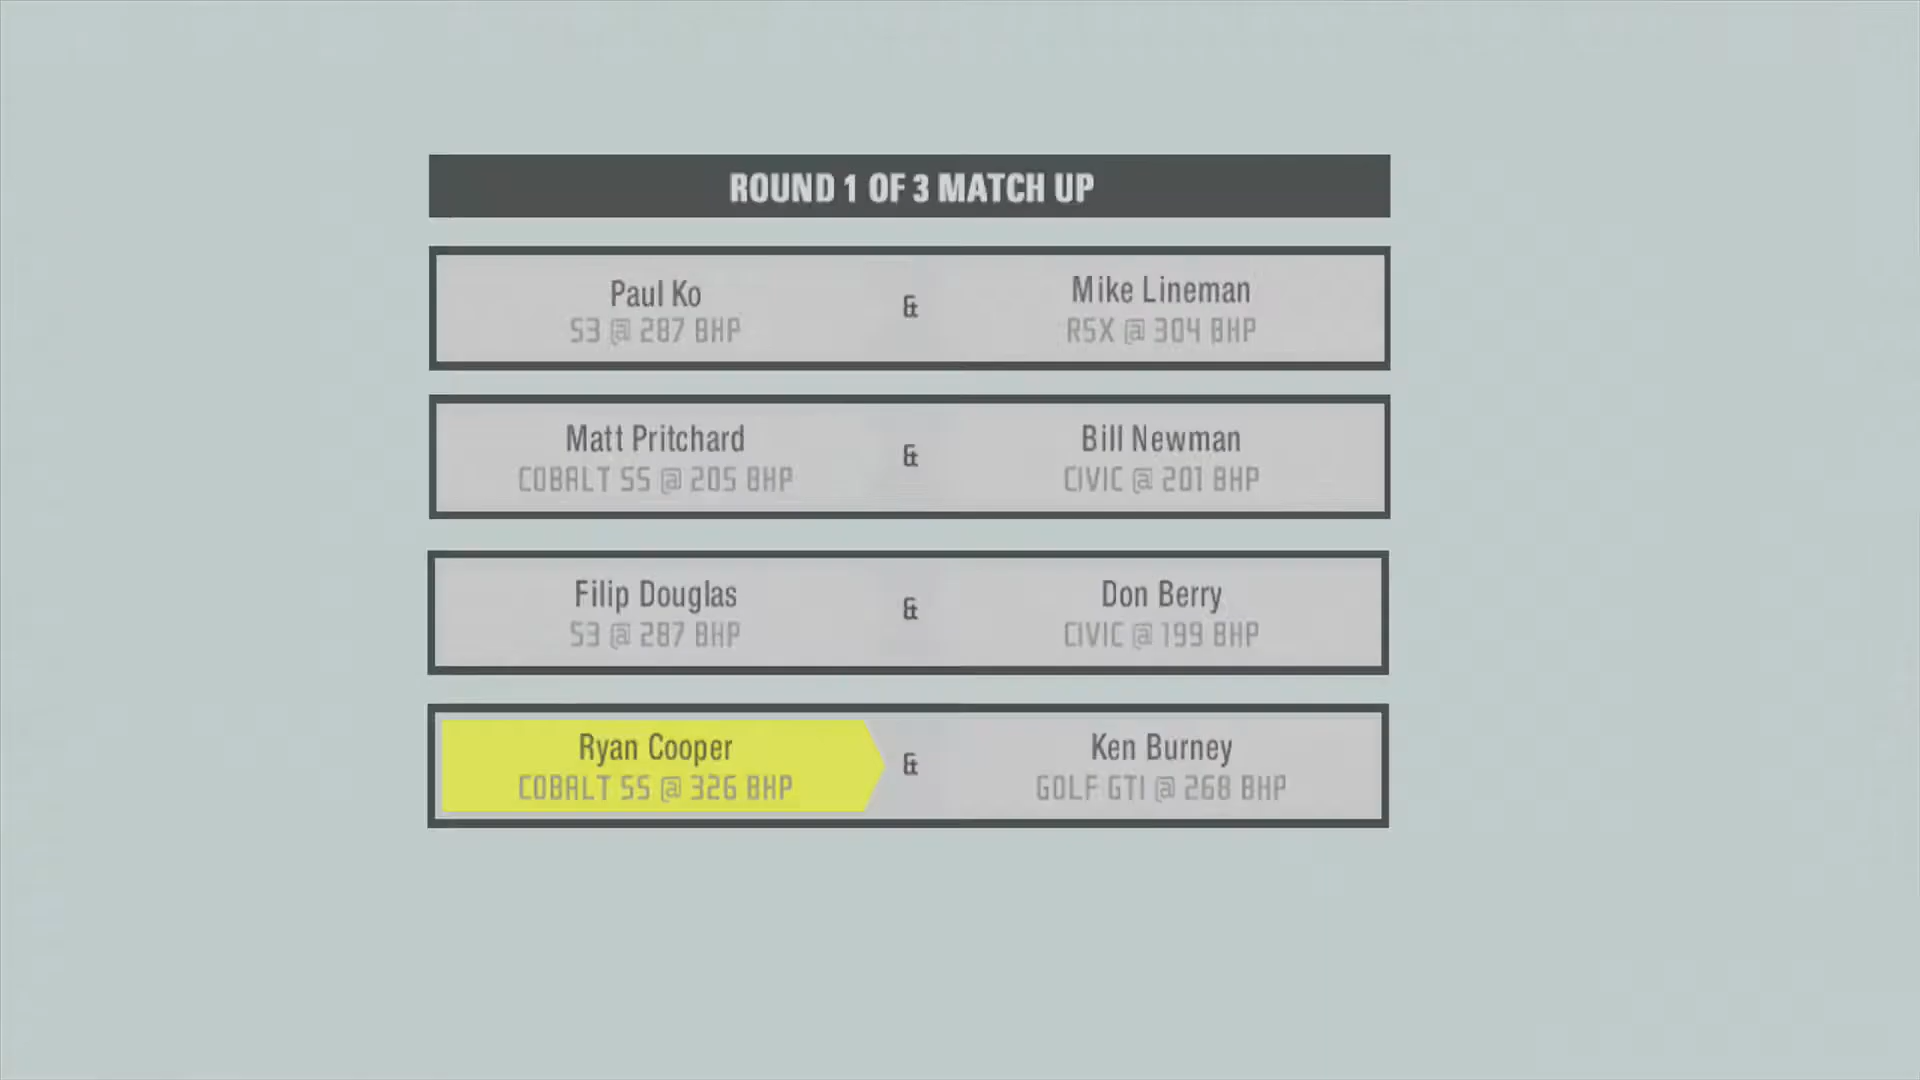 ROUND 1 OF 3 MATCH UP
Paul Ko & Mike Lineman
S3 @ 287 BHP RSX @ 304 BHP
Matt Pritchard & Bill Newman
COBALT SS @ 205 BHP CIVIC @ 201 BHP
Filip Douglas & Don Berry
S3 @ 287 BHP CIVIC @ 199 BHP
Ryan Cooper & Ken Burney
COBALT SS @ 326 BHP GOLF GTI @ 268 BHP